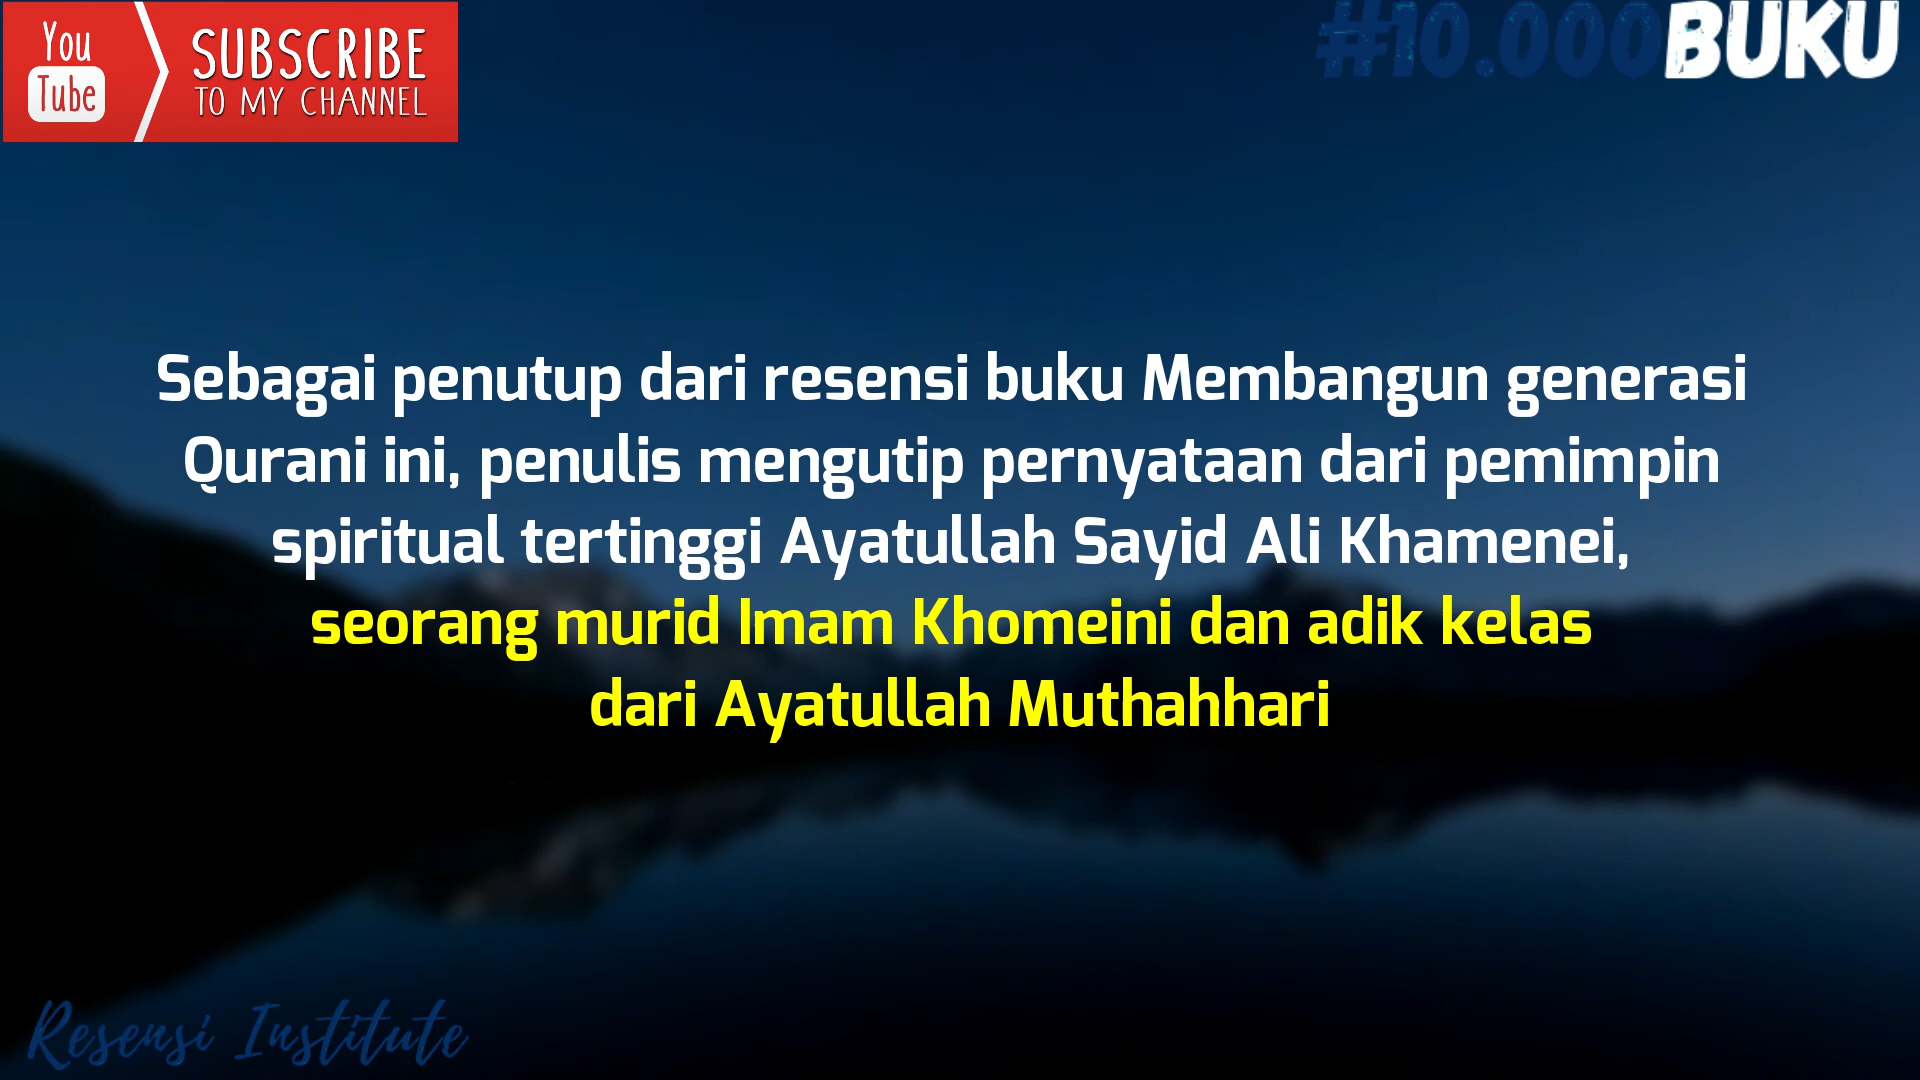 You
Tube
SUBSCRIBE
TO MY CHANNEL
#10.000BUKU
Sebagai penutup dari resensi buku Membangun generasi
Qurani ini, penulis mengutip pernyataan dari pemimpin
spiritual tertinggi Ayatullah Sayid Ali Khamenei,
seorang murid Imam Khomeini dan adik kelas
dari Ayatullah Muthahhari
Resensi Institute